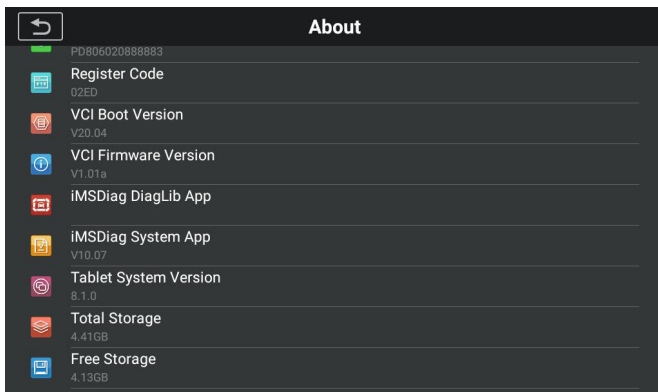 About
PD806020888883
Register Code
02ED
VCI Boot Version
V20.04
VCI Firmware Version
V1.01a
iMSDiag DiagLib App
iMSDiag System App
V10.07
Tablet System Version
8.1.0
Total Storage
4.41GB
Free Storage
4.13GB